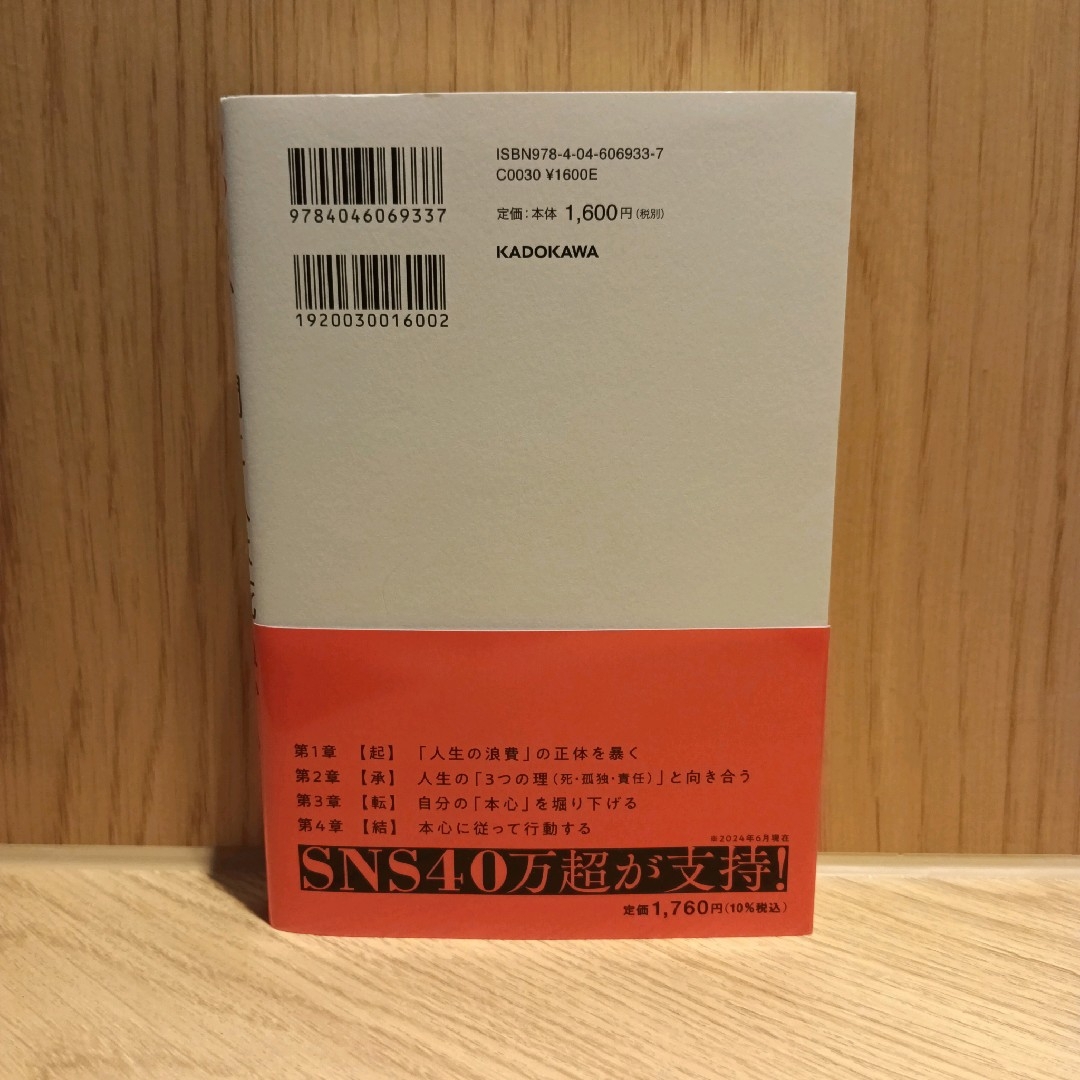 ISBN978-4-04-606933-7
C0030 ¥1600E
9784046069337
定価:本体 1,600円(税別)
KADOKAWA
1920030016002
第1章 【起】 「人生の浪費」の正体を暴く
第2章 【承】 人生の「3つの理(死・孤独・責任)」と向き合う
第3章 【転】 自分の「本心」を堀り下げる
第4章 【結】 本心に従って行動する
※2024年6月現在
SNS40万超が支持!
定価1,760円(10%税込)